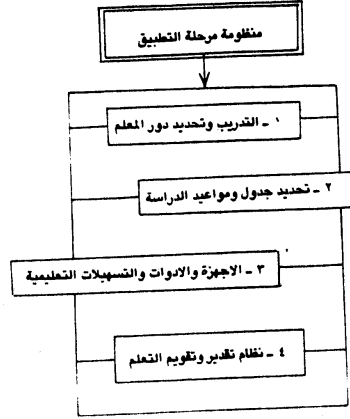 منظومة مرحلة التطبيق
١ ـ التدريب وتحديد دور المعلم
٢ ـ تحديد جدول ومواعيد الدراسة
٣ ـ الاجهزة والادوات والتسهيلات التعليمية
٤ ـ نظام تقدير وتقويم التعلم